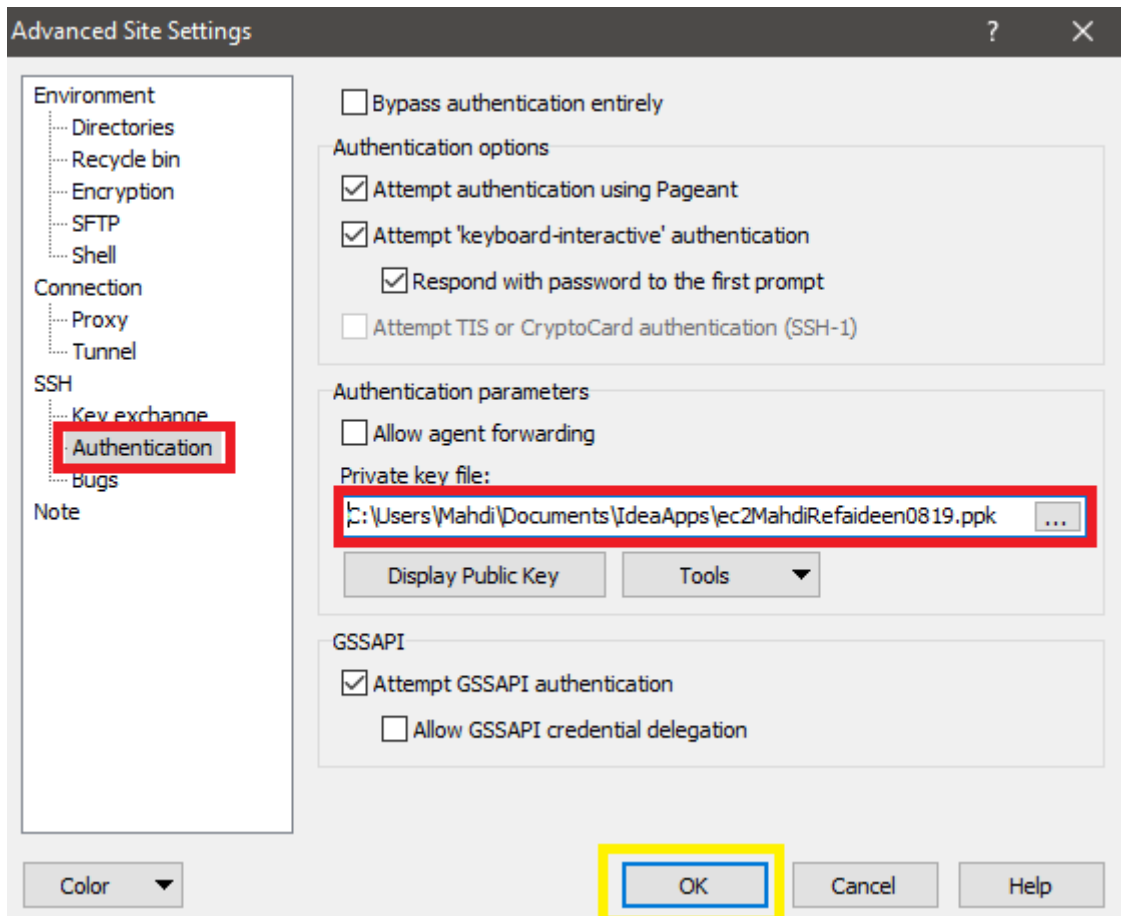 Advanced Site Settings
?
Environment
Directories
Recycle bin
Encryption
SFTP
Shell
Connection
Proxy
Tunnel
SSH
Key exchange
Authentication
Bugs
Note
Bypass authentication entirely
Authentication options
Attempt authentication using Pageant
Attempt 'keyboard-interactive' authentication
Respond with password to the first prompt
Attempt TIS or CryptoCard authentication (SSH-1)
Authentication parameters
Allow agent forwarding
Private key file:
C:\Users\Mahdi\Documents\IdeaApps\ec2MahdiRefaideen0819.ppk
...
Display Public Key
Tools
GSSAPI
Attempt GSSAPI authentication
Allow GSSAPI credential delegation
Color
OK
Cancel
Help